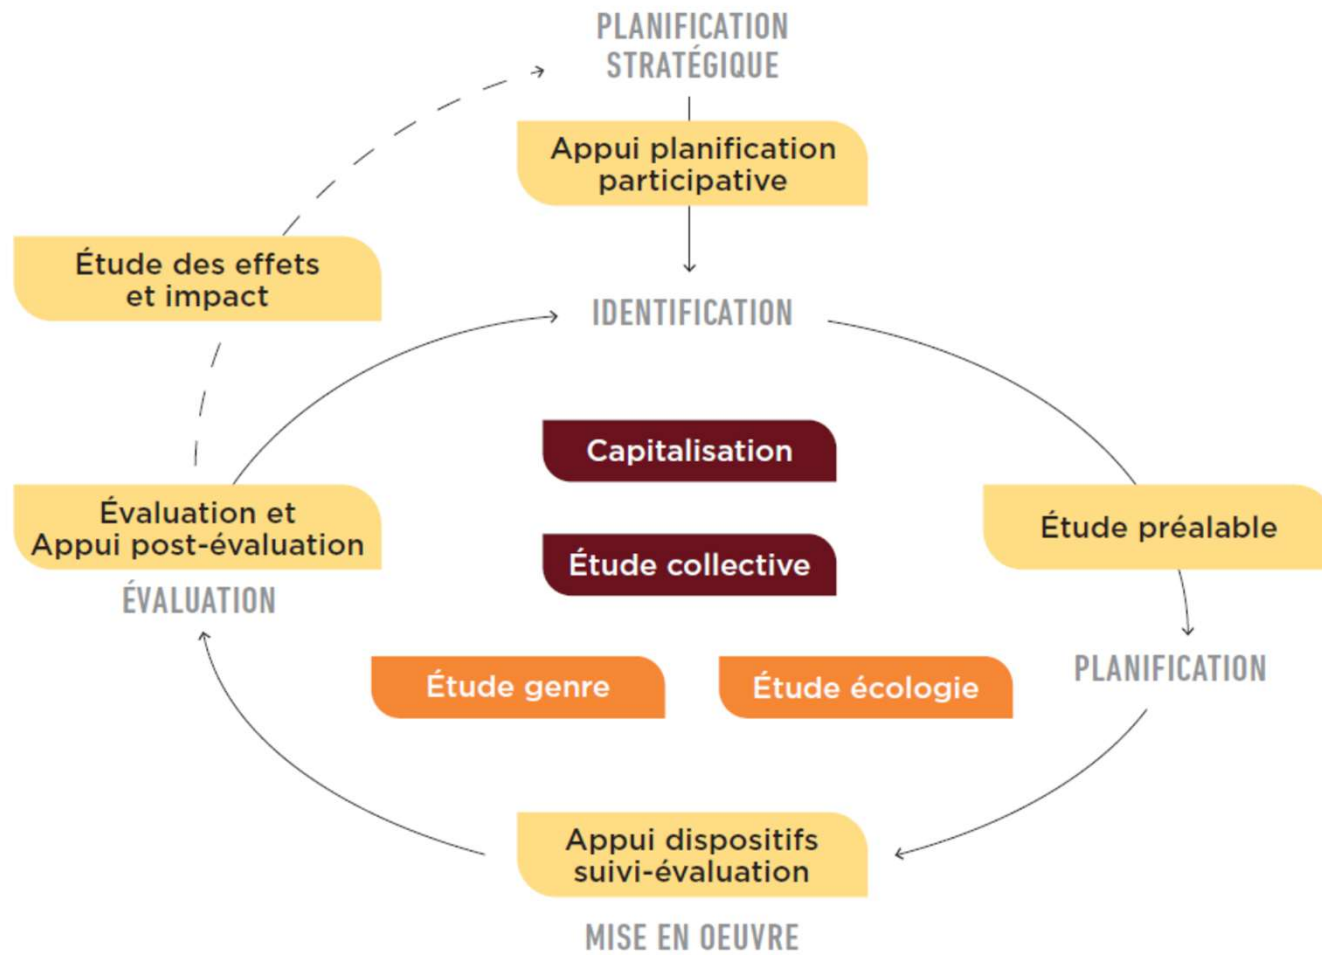 PLANIFICATION
STRATÉGIQUE
Appui planification
participative
Étude des effets
et impact
IDENTIFICATION
Capitalisation
Évaluation et
Appui post-évaluation
ÉVALUATION
Étude préalable
Étude collective
PLANIFICATION
Étude genre
Étude écologie
Appui dispositifs
suivi-évaluation
MISE EN OEUVRE